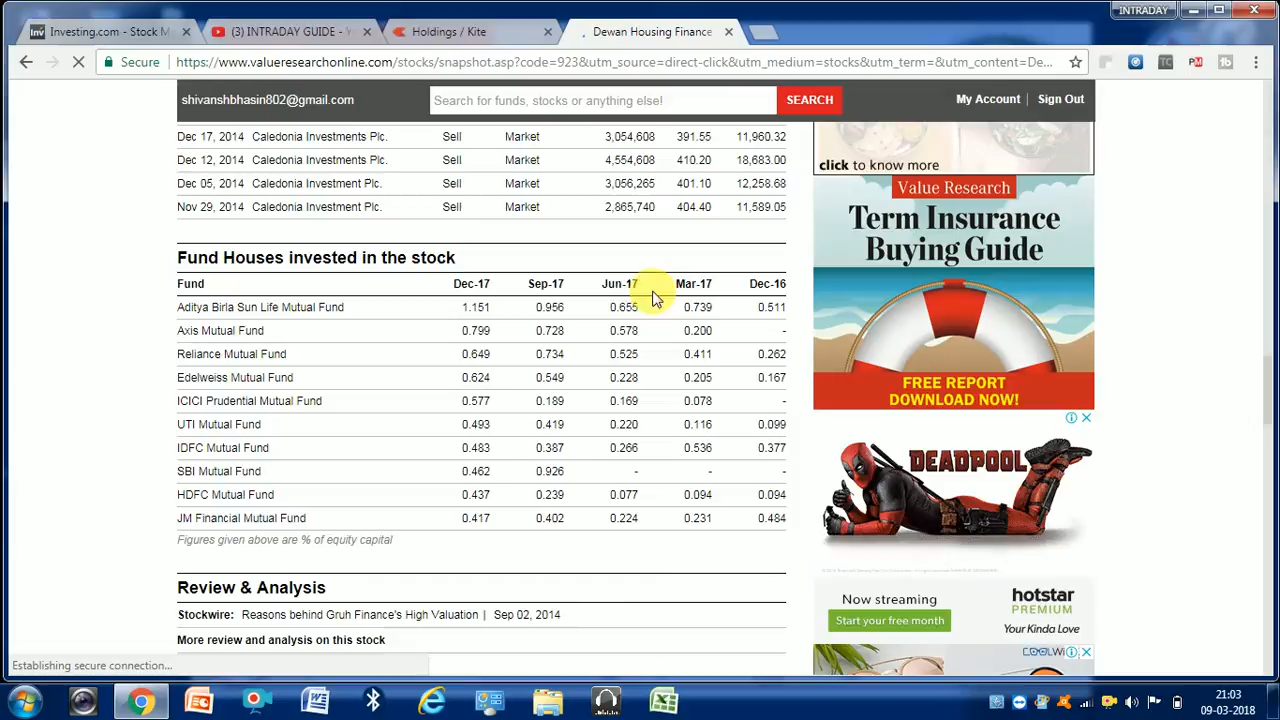 INTRADAY
Investing.com - Stock M
(3) INTRADAY GUIDE - Y
Holdings / Kite
Dewan Housing Finance
Secure
https://www.valueresearchonline.com/stocks/snapshot.asp?code=923&utm_source=direct-click&utm_medium=stocks&utm_term=&utm_content=De...
shivanshbhasin802@gmail.com
Search for funds, stocks or anything else!
SEARCH
My Account | Sign Out
Dec 17, 2014 Caledonia Investments Plc. Sell Market 3,054,608 391.55 11,960.32
Dec 12, 2014 Caledonia Investments Plc. Sell Market 4,554,608 410.20 18,683.00
Dec 05, 2014 Caledonia Investment Plc. Sell Market 3,056,265 401.10 12,258.68
Nov 29, 2014 Caledonia Investment Plc. Sell Market 2,865,740 404.40 11,589.05
Fund Houses invested in the stock
Fund Dec-17 Sep-17 Jun-17 Mar-17 Dec-16
Aditya Birla Sun Life Mutual Fund 1.151 0.956 0.655 0.739 0.511
Axis Mutual Fund 0.799 0.728 0.578 0.200 -
Reliance Mutual Fund 0.649 0.734 0.525 0.411 0.262
Edelweiss Mutual Fund 0.624 0.549 0.228 0.205 0.167
ICICI Prudential Mutual Fund 0.577 0.189 0.169 0.078 -
UTI Mutual Fund 0.493 0.419 0.220 0.116 0.099
IDFC Mutual Fund 0.483 0.387 0.266 0.536 0.377
SBI Mutual Fund 0.462 0.926 - - -
HDFC Mutual Fund 0.437 0.239 0.077 0.094 0.094
JM Financial Mutual Fund 0.417 0.402 0.224 0.231 0.484
Figures given above are % of equity capital
Review & Analysis
Stockwire: Reasons behind Gruh Finance's High Valuation | Sep 02, 2014
More review and analysis on this stock
click to know more
Value Research
Term Insurance
Buying Guide
FREE REPORT
DOWNLOAD NOW!
DEADPOOL
Now streaming
Start your free month
hotstar
PREMIUM
Your Kinda Love
COOLWi
Establishing secure connection...
21:03
09-03-2018